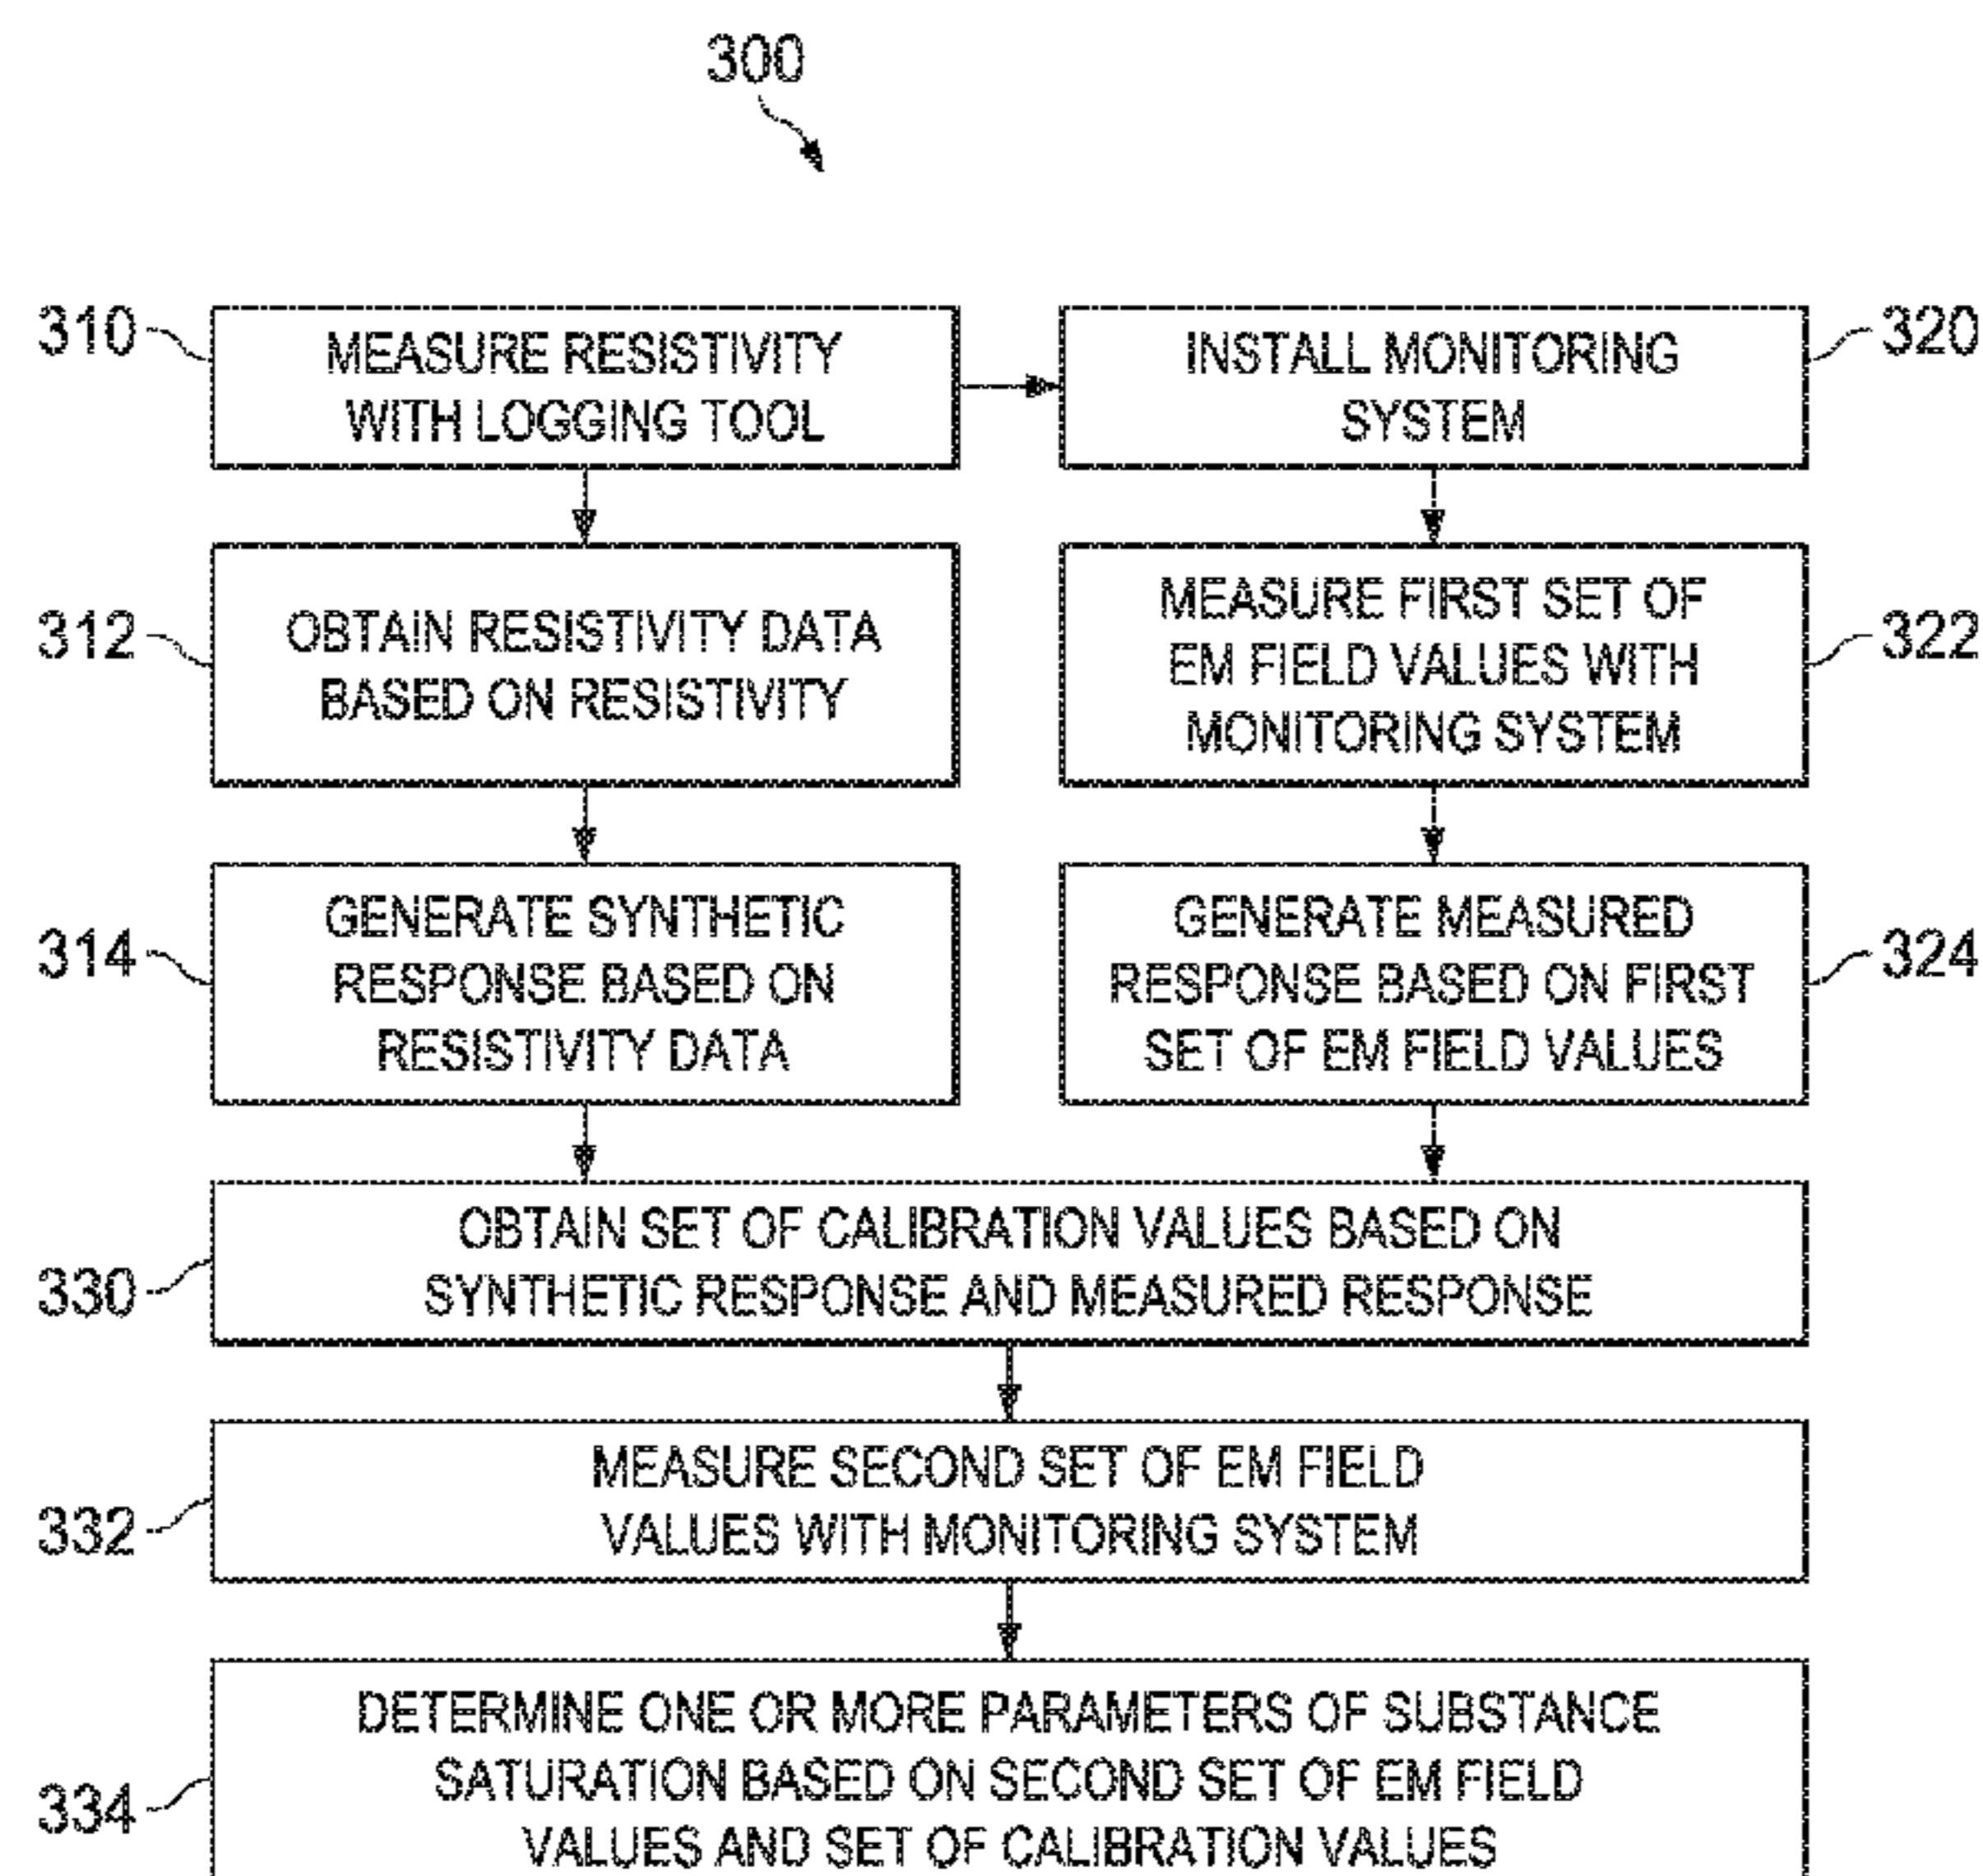 300
310
MEASURE RESISTIVITY
WITH LOGGING TOOL
INSTALL MONITORING
SYSTEM
320
312
OBTAIN RESISTIVITY DATA
BASED ON RESISTIVITY
MEASURE FIRST SET OF
EM FIELD VALUES WITH
MONITORING SYSTEM
322
314
GENERATE SYNTHETIC
RESPONSE BASED ON
RESISTIVITY DATA
GENERATE MEASURED
RESPONSE BASED ON FIRST
SET OF EM FIELD VALUES
324
330
OBTAIN SET OF CALIBRATION VALUES BASED ON
SYNTHETIC RESPONSE AND MEASURED RESPONSE
332
MEASURE SECOND SET OF EM FIELD
VALUES WITH MONITORING SYSTEM
334
DETERMINE ONE OR MORE PARAMETERS OF SUBSTANCE
SATURATION BASED ON SECOND SET OF EM FIELD
VALUES AND SET OF CALIBRATION VALUES